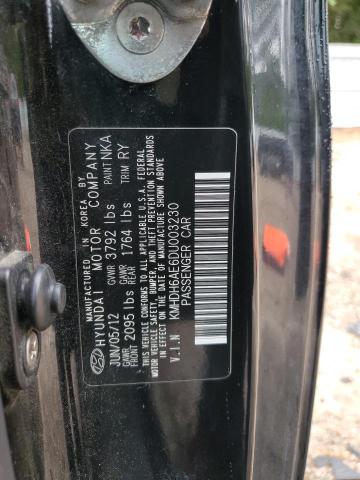 MANUFACTURED IN KOREA BY
HYUNDAI MOTOR COMPANY
JUN/05/12 GVWR 3792 lbs PAINT NKA
GAWR FRONT 2095 lbs GAWR REAR 1764 lbs TRIM RY
THIS VEHICLE CONFORMS TO ALL APPLICABLE U.S.A. FEDERAL
MOTOR VEHICLE SAFETY, BUMPER, AND THEFT PREVENTION STANDARDS
IN EFFECT ON THE DATE OF MANUFACTURE SHOWN ABOVE.
KMHDH6AE6DU003230
V.I.N PASSENGER CAR